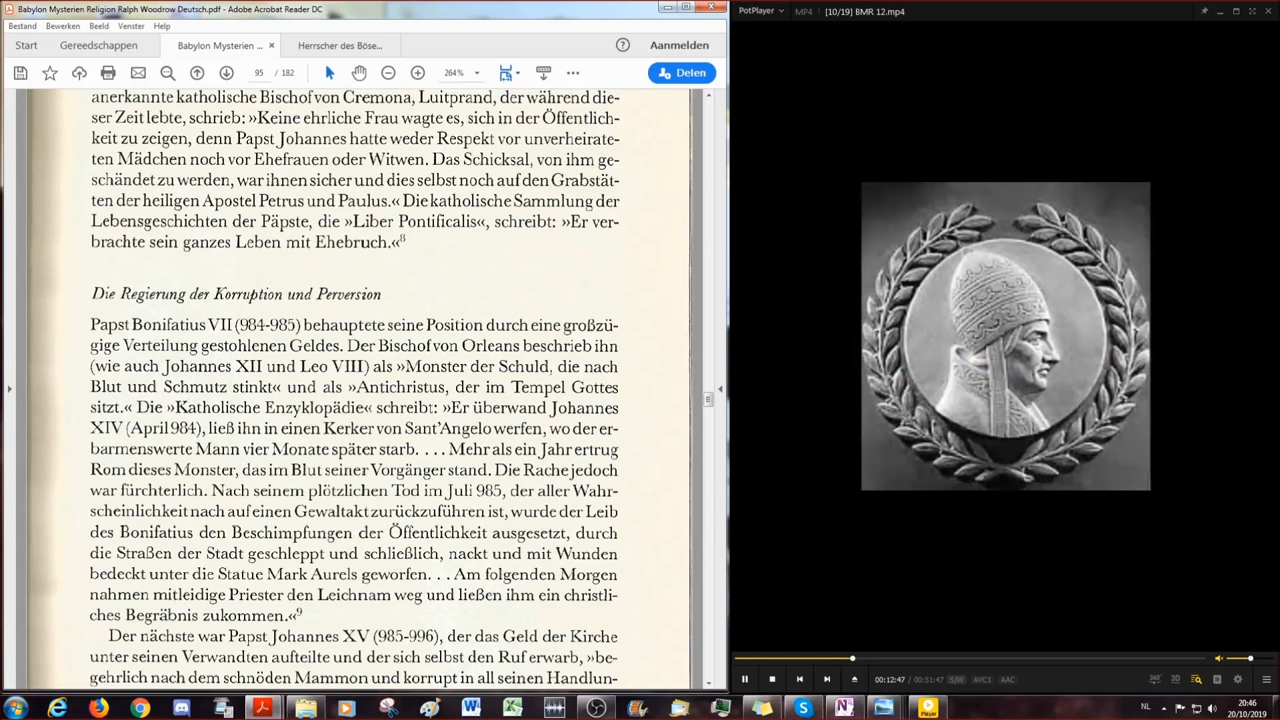 Babylon Mysterien Religion Ralph Woodrow Deutsch.pdf - Adobe Acrobat Reader DC
Bestand Bewerken Beeld Venster Help
Start Gereedschappen Babylon Mysterien ... × Herrscher des Böse... Aanmelden
95 / 182 264% Delen
anerkannte katholische Bischof von Cremona, Luitprand, der während die-
ser Zeit lebte, schrieb: »Keine ehrliche Frau wagte es, sich in der Öffentlich-
keit zu zeigen, denn Papst Johannes hatte weder Respekt vor unverheirate-
ten Mädchen noch vor Ehefrauen oder Witwen. Das Schicksal, von ihm ge-
schändet zu werden, war ihnen sicher und dies selbst noch auf den Grabstät-
ten der heiligen Apostel Petrus und Paulus.« Die katholische Sammlung der
Lebensgeschichten der Päpste, die »Liber Pontificalis«, schreibt: »Er ver-
brachte sein ganzes Leben mit Ehebruch.«8
Die Regierung der Korruption und Perversion
Papst Bonifatius VII (984-985) behauptete seine Position durch eine großzü-
gige Verteilung gestohlenen Geldes. Der Bischof von Orleans beschrieb ihn
(wie auch Johannes XII und Leo VIII) als »Monster der Schuld, die nach
Blut und Schmutz stinkt« und als »Antichristus, der im Tempel Gottes
sitzt.« Die »Katholische Enzyklopädie« schreibt: »Er überwand Johannes
XIV (April 984), ließ ihn in einen Kerker von Sant'Angelo werfen, wo der er-
barmenswerte Mann vier Monate später starb. . . . Mehr als ein Jahr ertrug
Rom dieses Monster, das im Blut seiner Vorgänger stand. Die Rache jedoch
war fürchterlich. Nach seinem plötzlichen Tod im Juli 985, der aller Wahr-
scheinlichkeit nach auf einen Gewaltakt zurückzuführen ist, wurde der Leib
des Bonifatius den Beschimpfungen der Öffentlichkeit ausgesetzt, durch
die Straßen der Stadt geschleppt und schließlich, nackt und mit Wunden
bedeckt unter die Statue Mark Aurels geworfen. . . Am folgenden Morgen
nahmen mitleidige Priester den Leichnam weg und ließen ihm ein christli-
ches Begräbnis zukommen.«9
Der nächste war Papst Johannes XV (985-996), der das Geld der Kirche
unter seinen Verwandten aufteilte und der sich selbst den Ruf erwarb, »be-
gehrlich nach dem schnöden Mammon und korrupt in all seinen Handlun-
PotPlayer MP4 [10/19] BMR 12.mp4
00:12:47 / 00:51:47 S/W AVC1 AAC
NL 20:46
20/10/2019